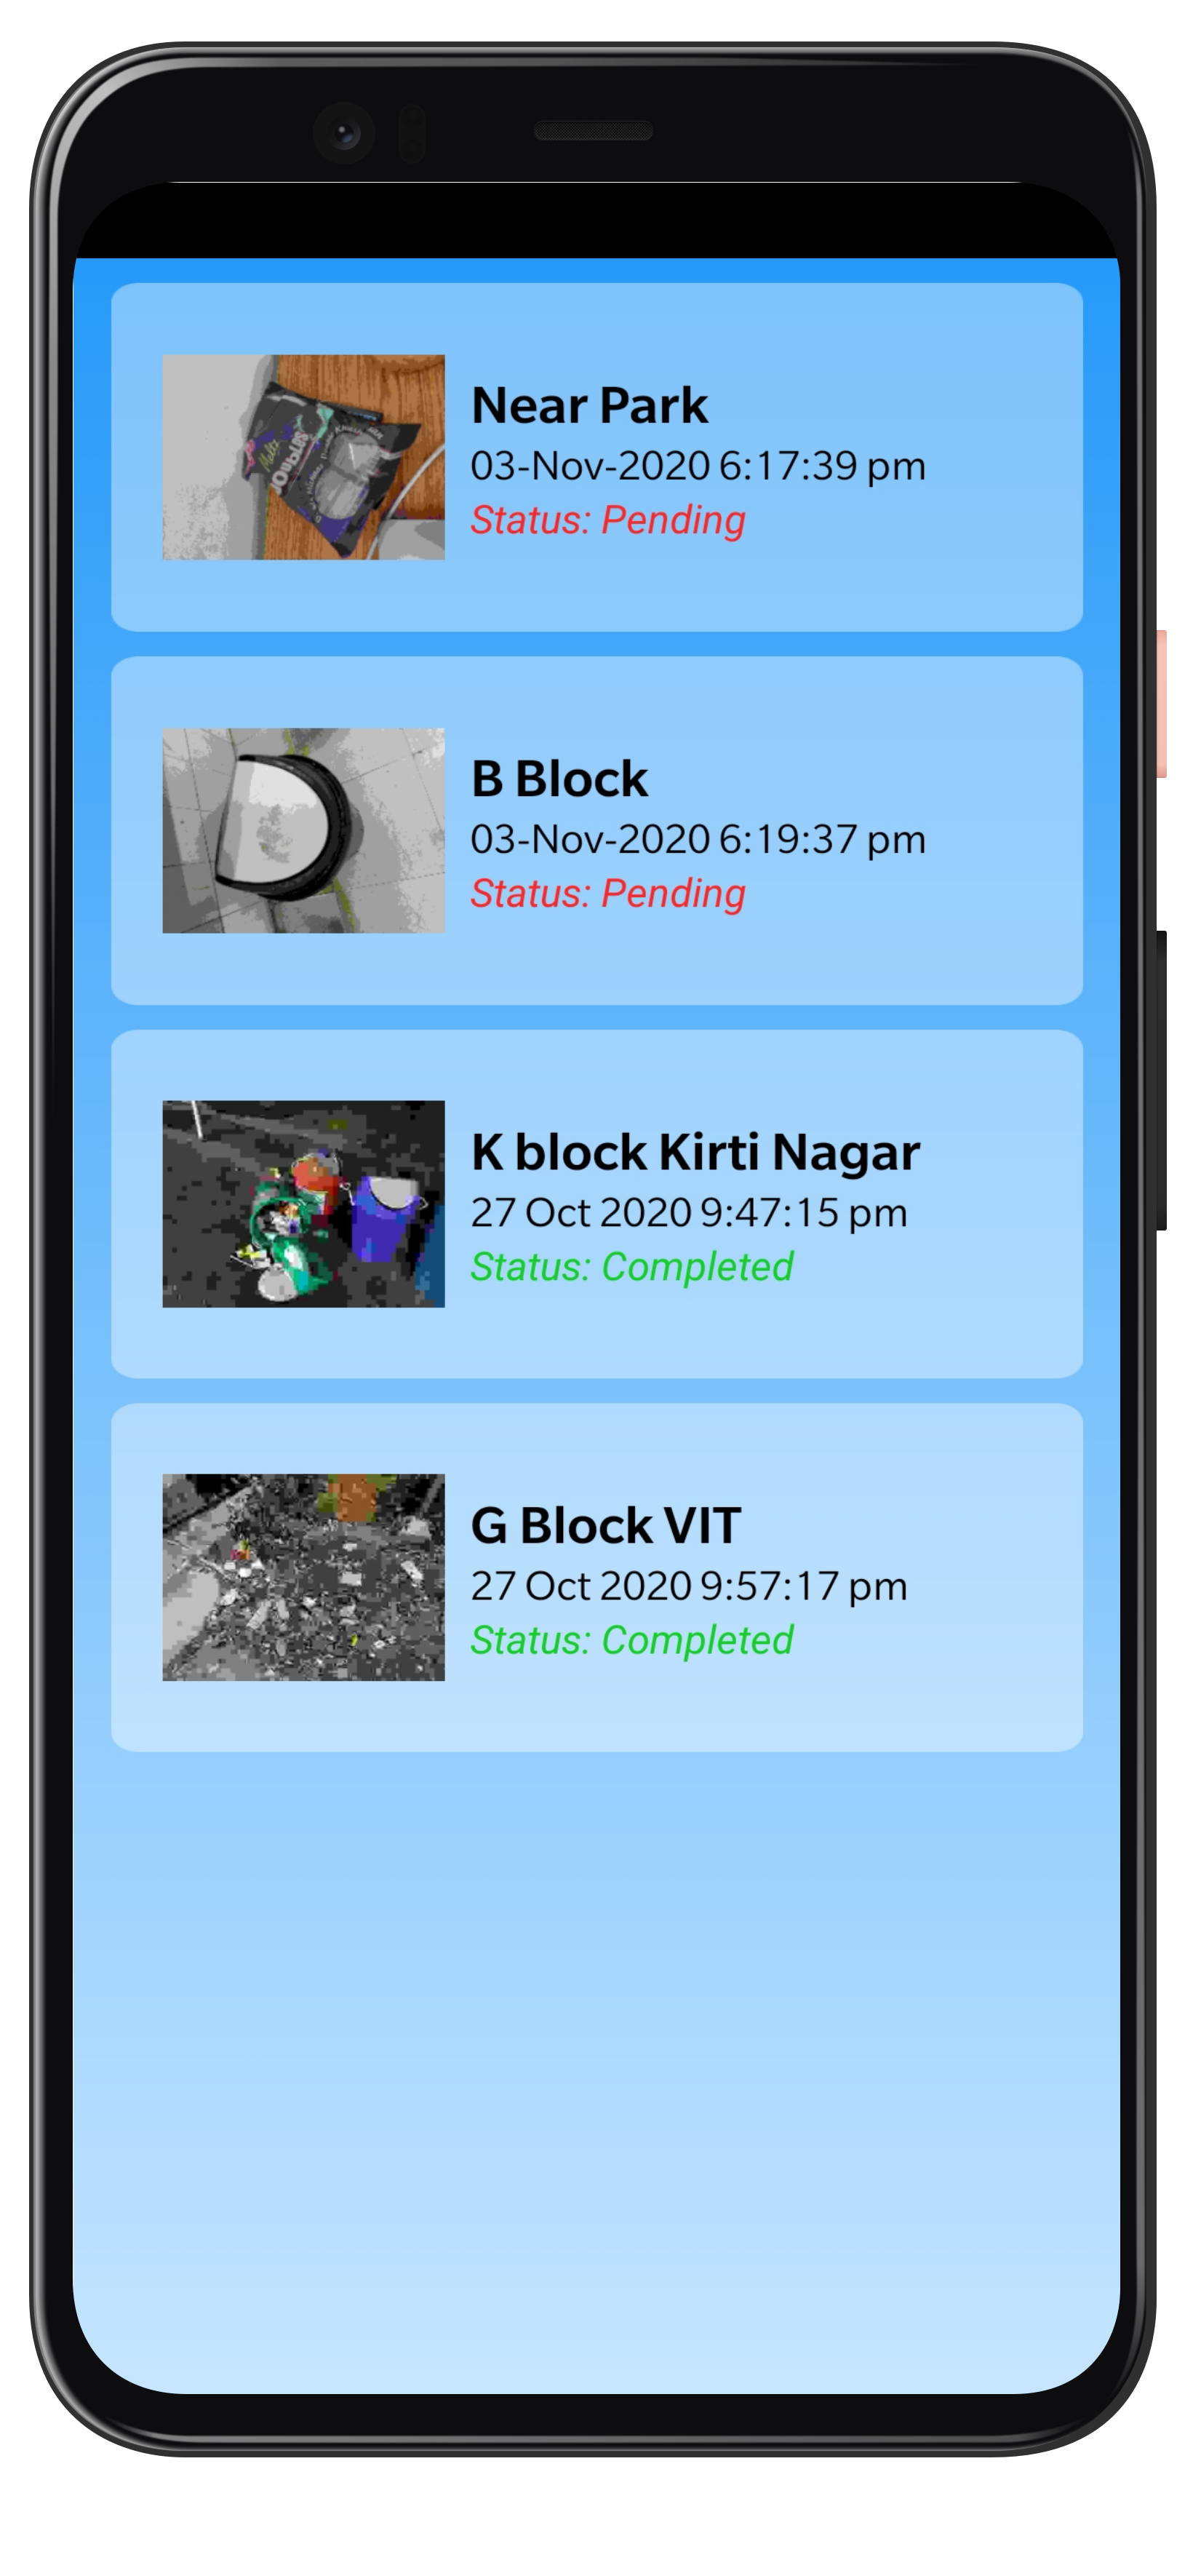 Near Park
03-Nov-2020 6:17:39 pm
Status: Pending
B Block
03-Nov-2020 6:19:37 pm
Status: Pending
K block Kirti Nagar
27 Oct 2020 9:47:15 pm
Status: Completed
G Block VIT
27 Oct 2020 9:57:17 pm
Status: Completed